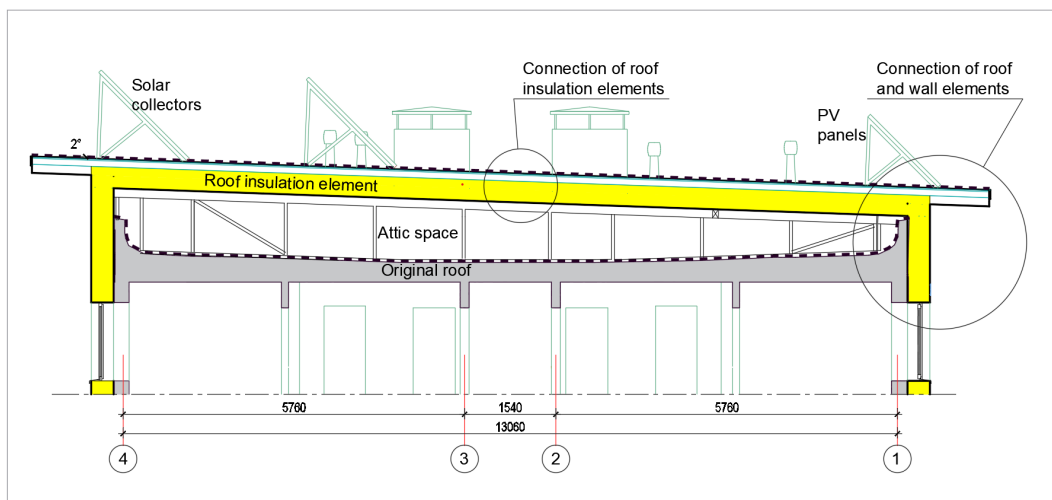 Connection of roof
insulation elements
Connection of roof
and wall elements
Solar
collectors
PV
panels
2°
Roof insulation element
Attic space
Original roof
5760
1540
5760
13060
4
3
2
1